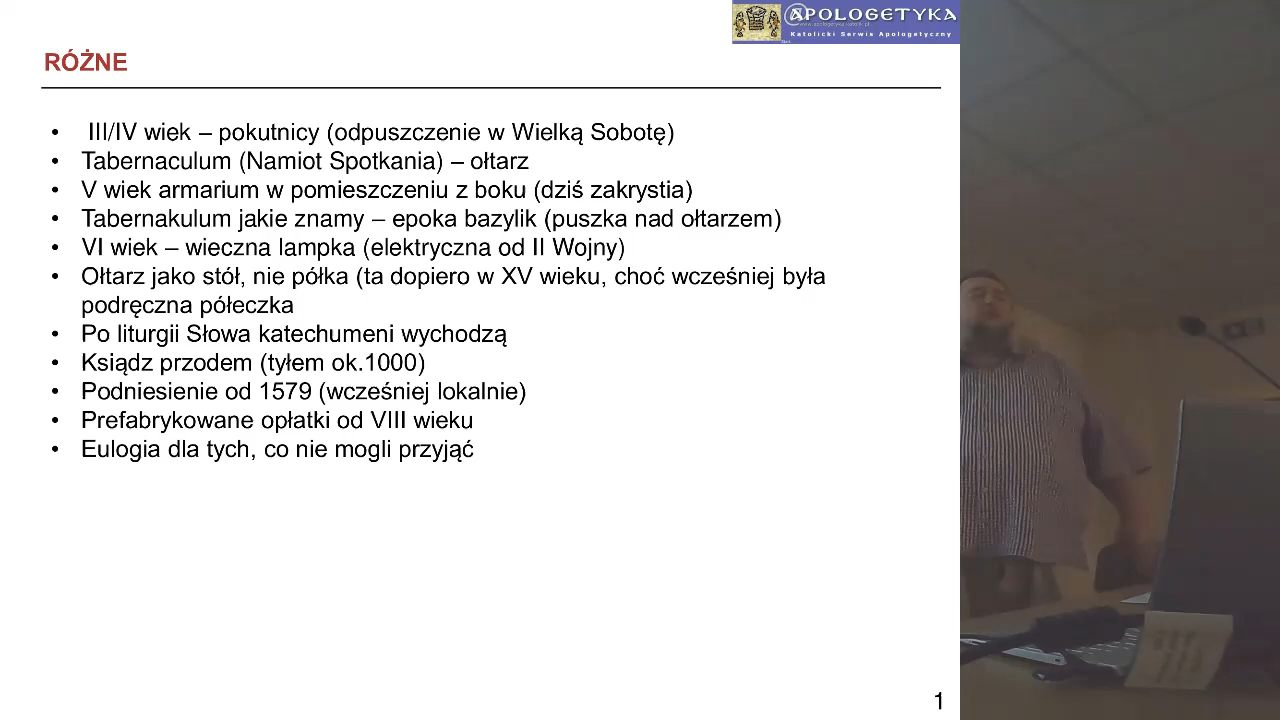 APOLOGETYKA
www.apologetyka.katolik.pl
Katolicki Serwis Apologetyczny
RÓŻNE
• III/IV wiek – pokutnicy (odpuszczenie w Wielką Sobotę)
• Tabernaculum (Namiot Spotkania) – ołtarz
• V wiek armarium w pomieszczeniu z boku (dziś zakrystia)
• Tabernakulum jakie znamy – epoka bazylik (puszka nad ołtarzem)
• VI wiek – wieczna lampka (elektryczna od II Wojny)
• Ołtarz jako stół, nie półka (ta dopiero w XV wieku, choć wcześniej była
podręczna półeczka
• Po liturgii Słowa katechumeni wychodzą
• Ksiądz przodem (tyłem ok.1000)
• Podniesienie od 1579 (wcześniej lokalnie)
• Prefabrykowane opłatki od VIII wieku
• Eulogia dla tych, co nie mogli przyjąć
1